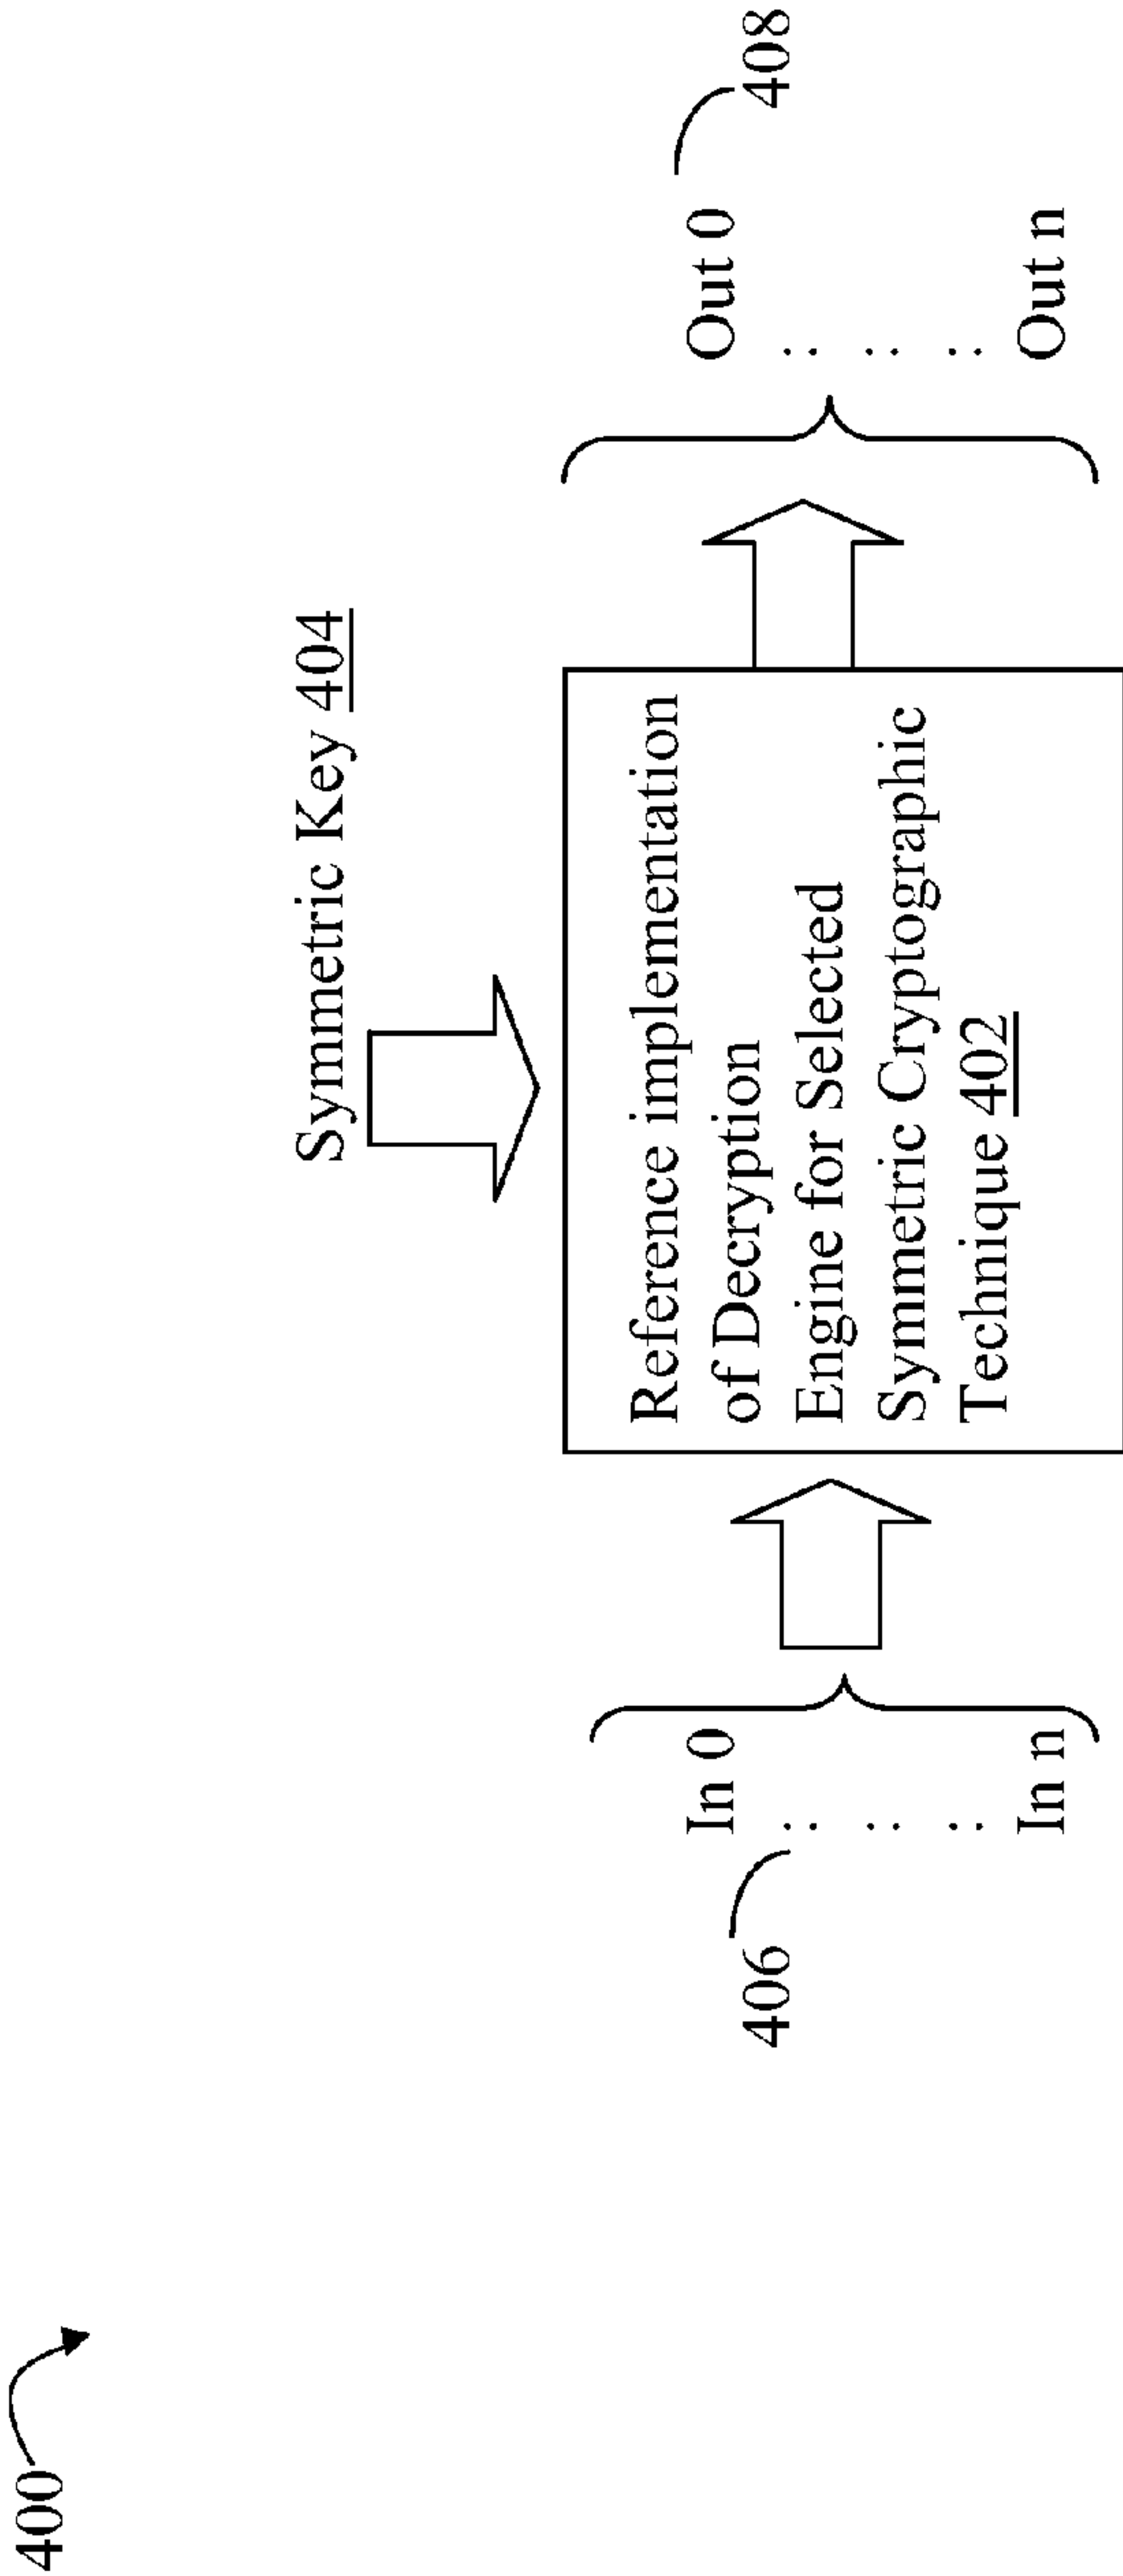 400
Symmetric Key 404
Reference implementation
of Decryption
Engine for Selected
Symmetric Cryptographic
Technique 402
406
In 0
:
:
:
In n
408
Out 0
:
:
:
Out n